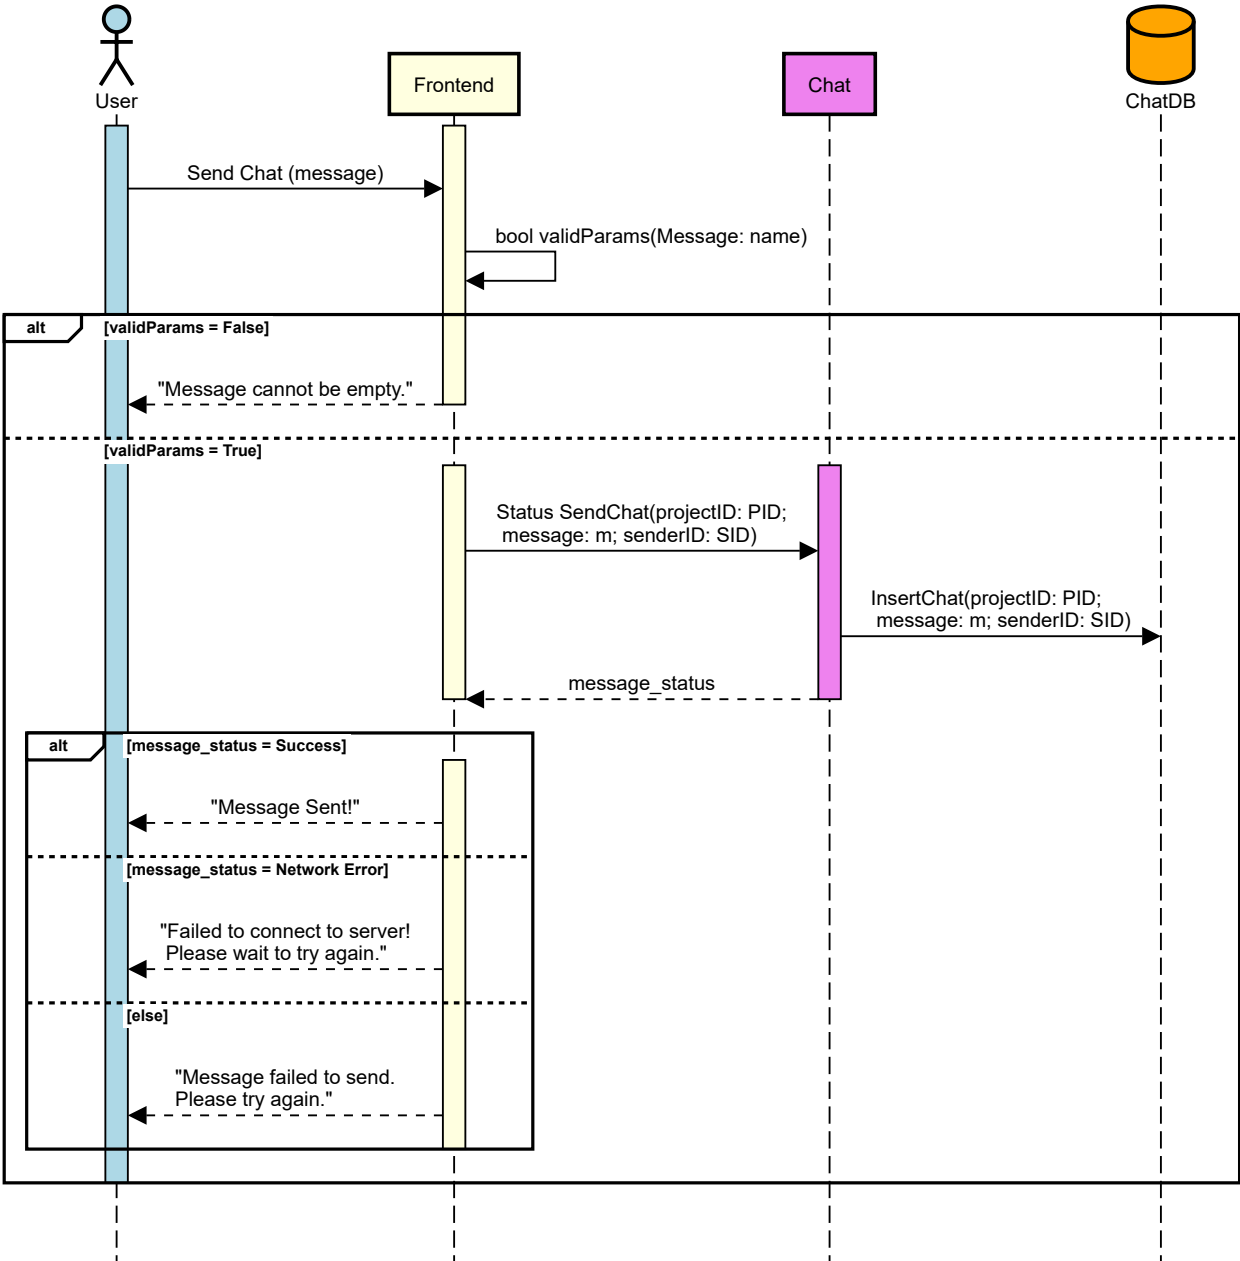 User
Frontend
Chat
ChatDB
Send Chat (message)
bool validParams(Message: name)
alt
[validParams = False]
"Message cannot be empty."
[validParams = True]
Status SendChat(projectID: PID;
message: m; senderID: SID)
InsertChat(projectID: PID;
message: m; senderID: SID)
message_status
alt
[message_status = Success]
"Message Sent!"
[message_status = Network Error]
"Failed to connect to server!
Please wait to try again."
[else]
"Message failed to send.
Please try again."